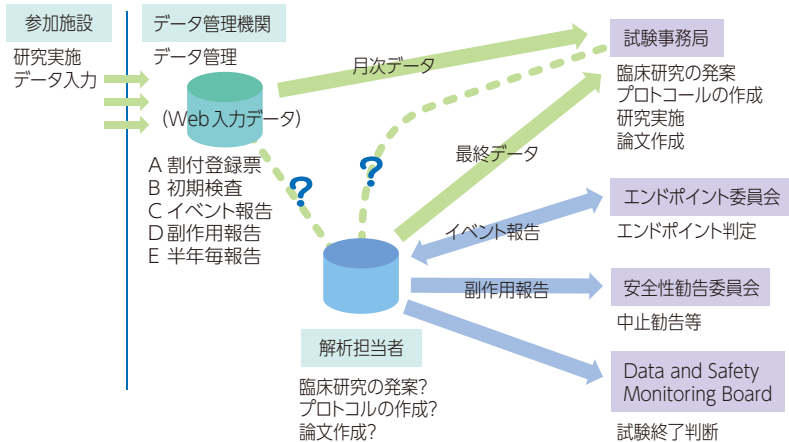 参加施設
研究実施
データ入力
データ管理機関
データ管理
(Web入力データ)
A 割付登録票
B 初期検査
C イベント報告
D 副作用報告
E 半年毎報告
月次データ
?
?
最終データ
イベント報告
副作用報告
解析担当者
臨床研究の発案?
プロトコルの作成?
論文作成?
試験事務局
臨床研究の発案
プロトコールの作成
研究実施
論文作成
エンドポイント委員会
エンドポイント判定
安全性勧告委員会
中止勧告等
Data and Safety
Monitoring Board
試験終了判断